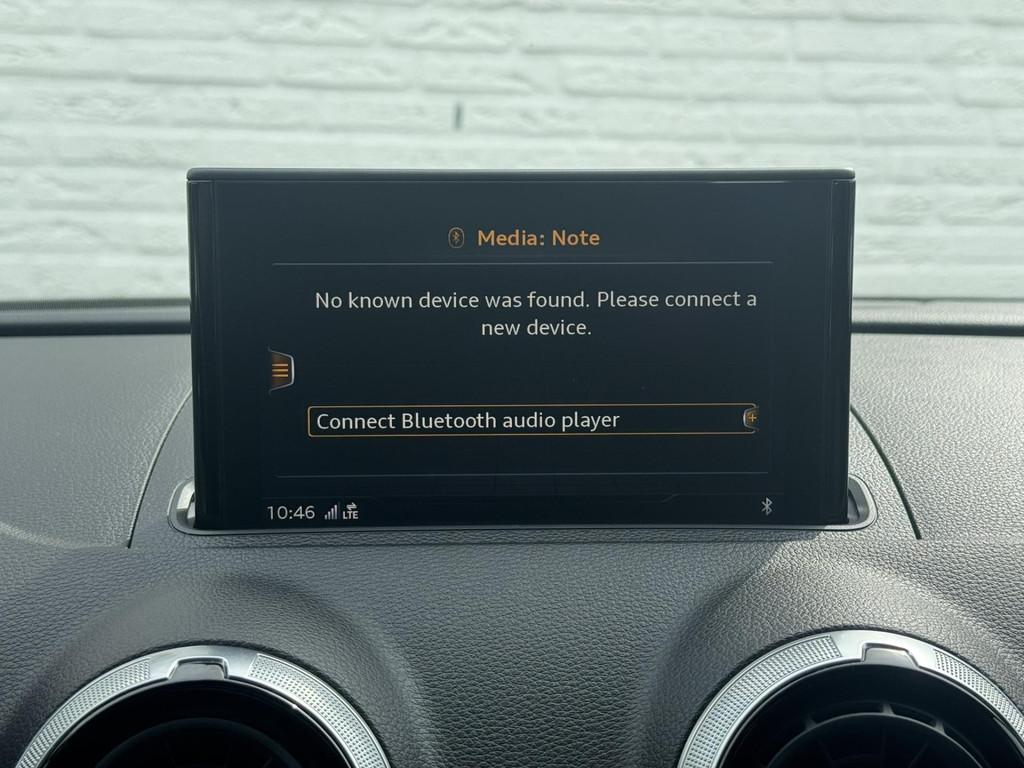 Media: Note
No known device was found. Please connect a
new device.
Connect Bluetooth audio player
10:46 LTE